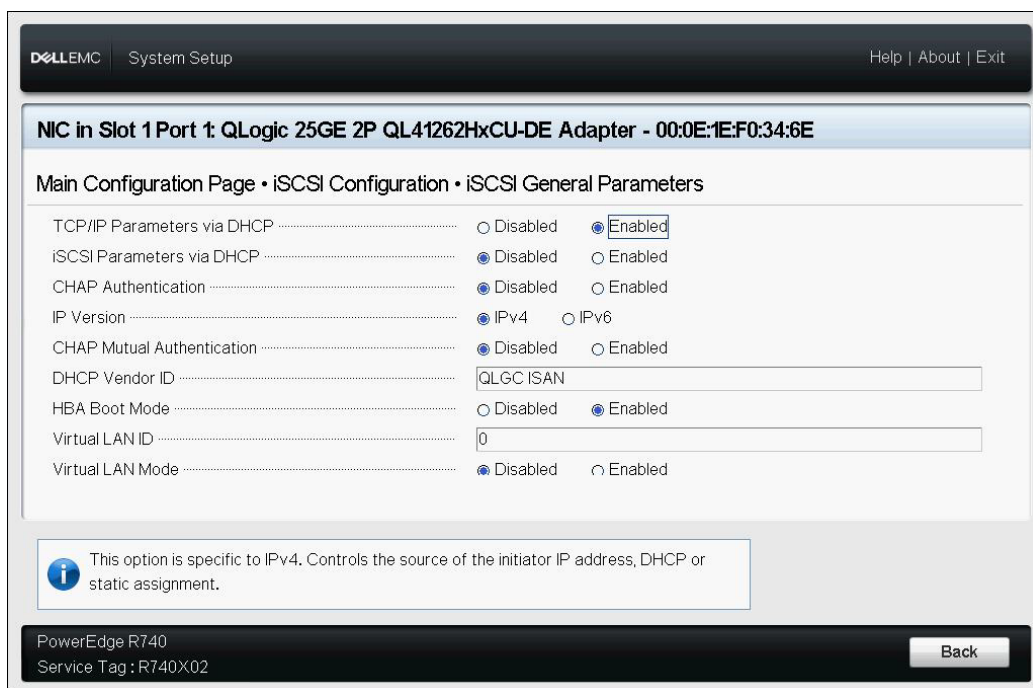 DELLEMC System Setup Help | About | Exit
NIC in Slot 1 Port 1: QLogic 25GE 2P QL41262HxCU-DE Adapter - 00:0E:1E:F0:34:6E
Main Configuration Page • iSCSI Configuration • iSCSI General Parameters
TCP/IP Parameters via DHCP Disabled Enabled
iSCSI Parameters via DHCP Disabled Enabled
CHAP Authentication Disabled Enabled
IP Version IPv4 IPv6
CHAP Mutual Authentication Disabled Enabled
DHCP Vendor ID QLGC ISAN
HBA Boot Mode Disabled Enabled
Virtual LAN ID 0
Virtual LAN Mode Disabled Enabled
This option is specific to IPv4. Controls the source of the initiator IP address, DHCP or
static assignment.
PowerEdge R740
Service Tag : R740X02
Back